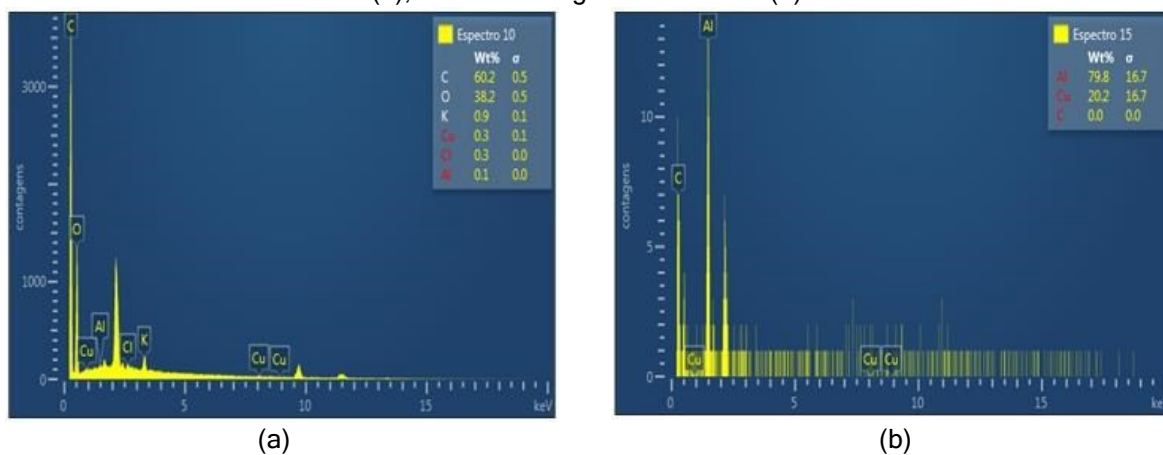 Espectro 10
Wt% σ
C 60.2 0.5
O 38.2 0.5
K 0.9 0.1
Cu 0.3 0.1
Cl 0.3 0.0
Al 0.1 0.0
C
3000
contagens
O
1000
Al
Cu
Cl
K
Cu
Cu
0
0 5 10 15 keV
(a)
Espectro 15
Wt% σ
Al 79.8 16.7
Cu 20.2 16.7
C 0.0 0.0
Al
10
C
contagens
5
Cu
Cu
Cu
0
0 5 10 15
(b)